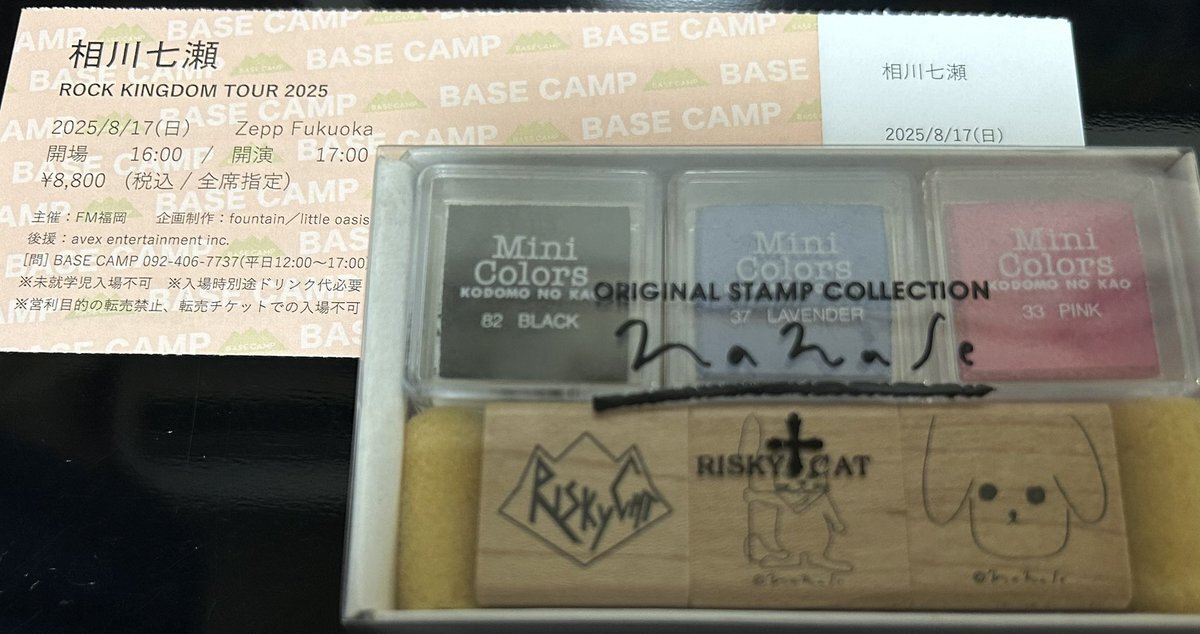 相川七瀬
ROCK KINGDOM TOUR 2025
2025/8/17(日) Zepp Fukuoka
開場 16:00 / 開演 17:00
¥8,800 (税込 / 全席指定)
主催：FM福岡 企画制作：fountain／little oasis
後援：avex entertainment inc.
[問] BASE CAMP 092-406-7737(平日12:00〜17:00)
※未就学児入場不可 ※入場時別途ドリンク代必要
※営利目的の転売禁止、転売チケットでの入場不可
BASE CAMP
相川七瀬
2025/8/17(日)
Mini
Colors
KODOMO NO KAO
82 BLACK
Mini
Colors
37 LAVENDER
Mini
Colors
KODOMO NO KAO
33 PINK
ORIGINAL STAMP COLLECTION
nanase
RISKY CAT
RISKY CAT
©nanase
©nanase